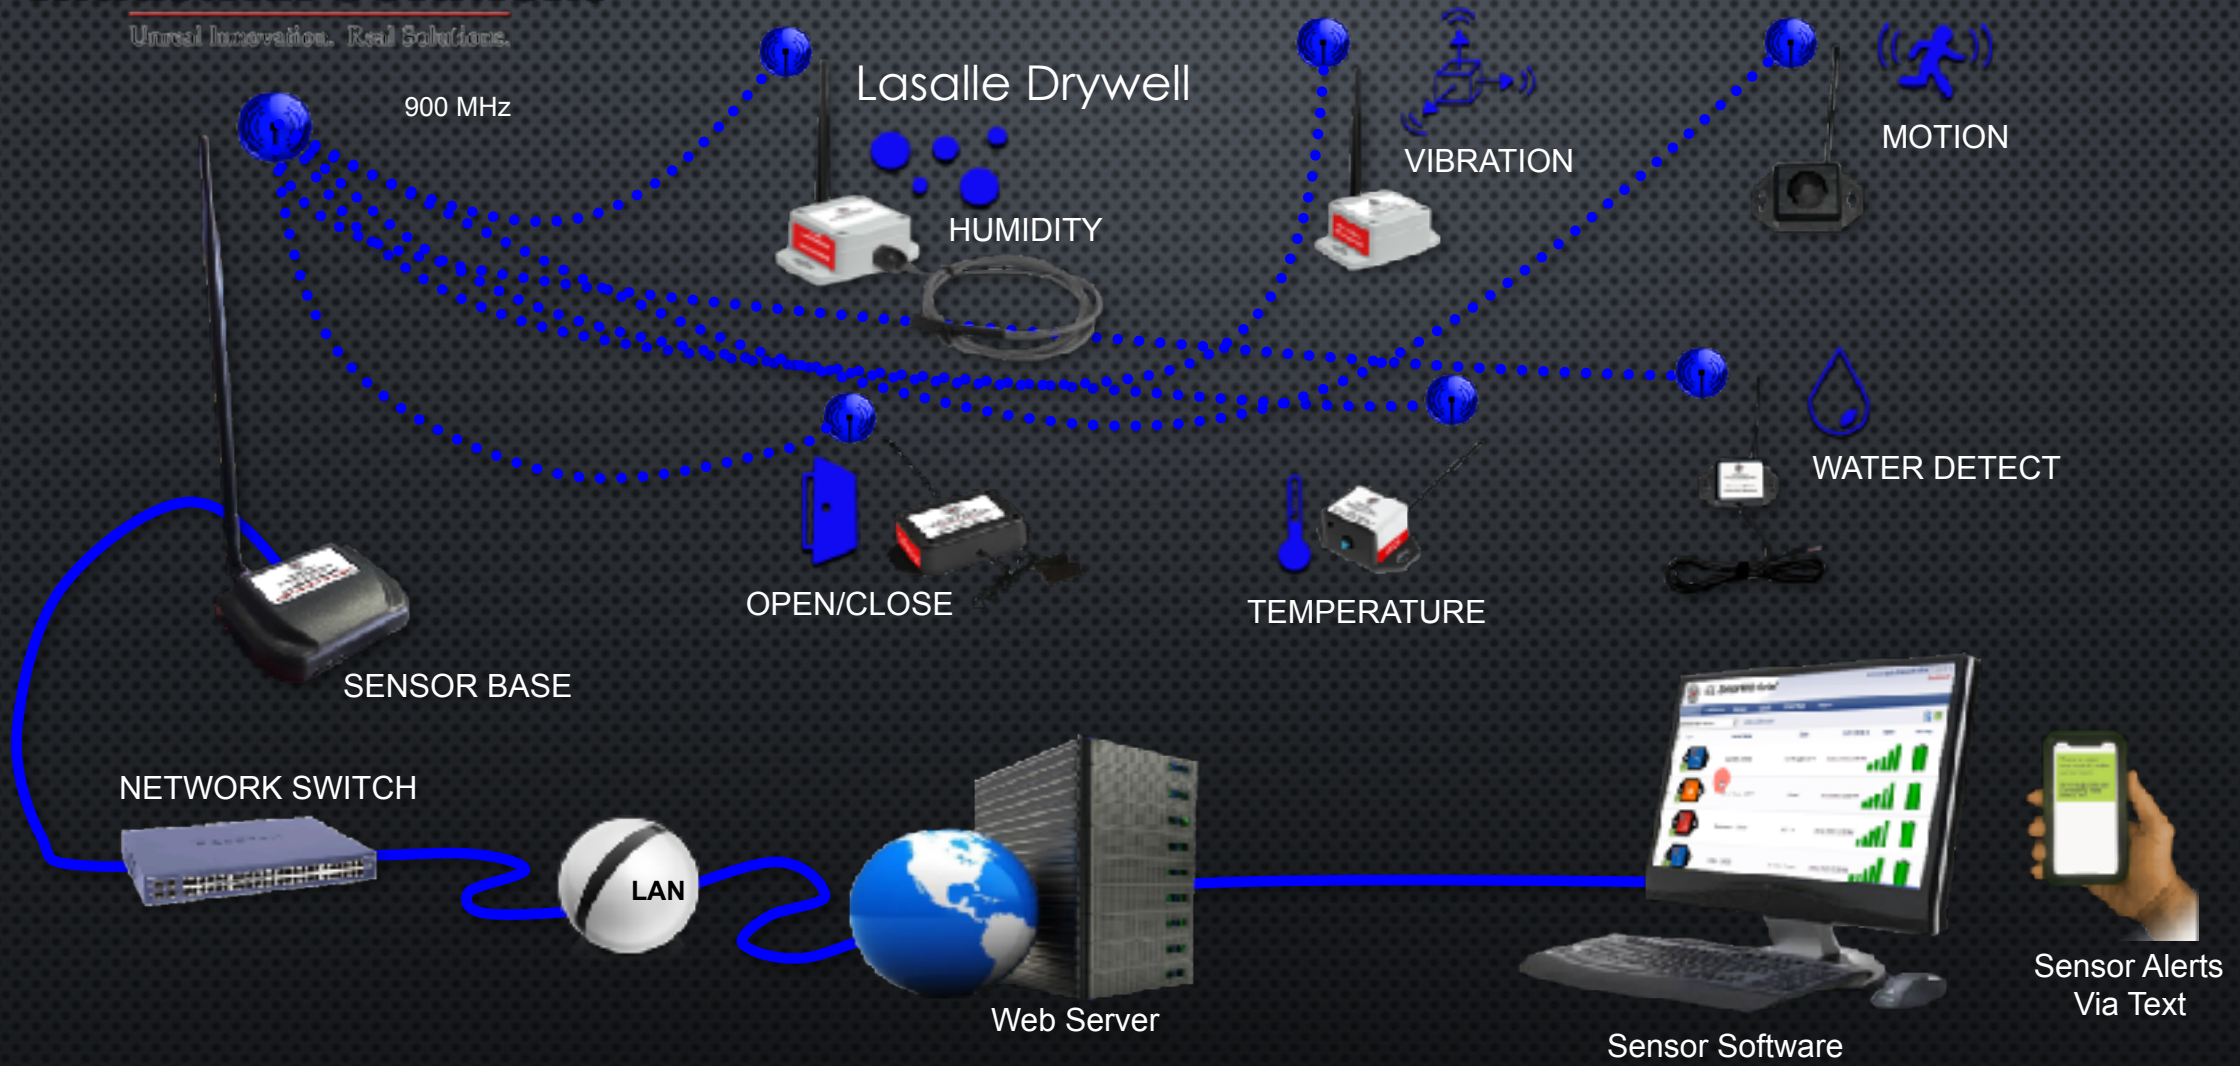 Unreal Innovation. Real Solutions.
900 MHz
Lasalle Drywell
HUMIDITY
VIBRATION
MOTION
WATER DETECT
OPEN/CLOSE
TEMPERATURE
SENSOR BASE
NETWORK SWITCH
LAN
Web Server
Sensor Software
Sensor Alerts
Via Text